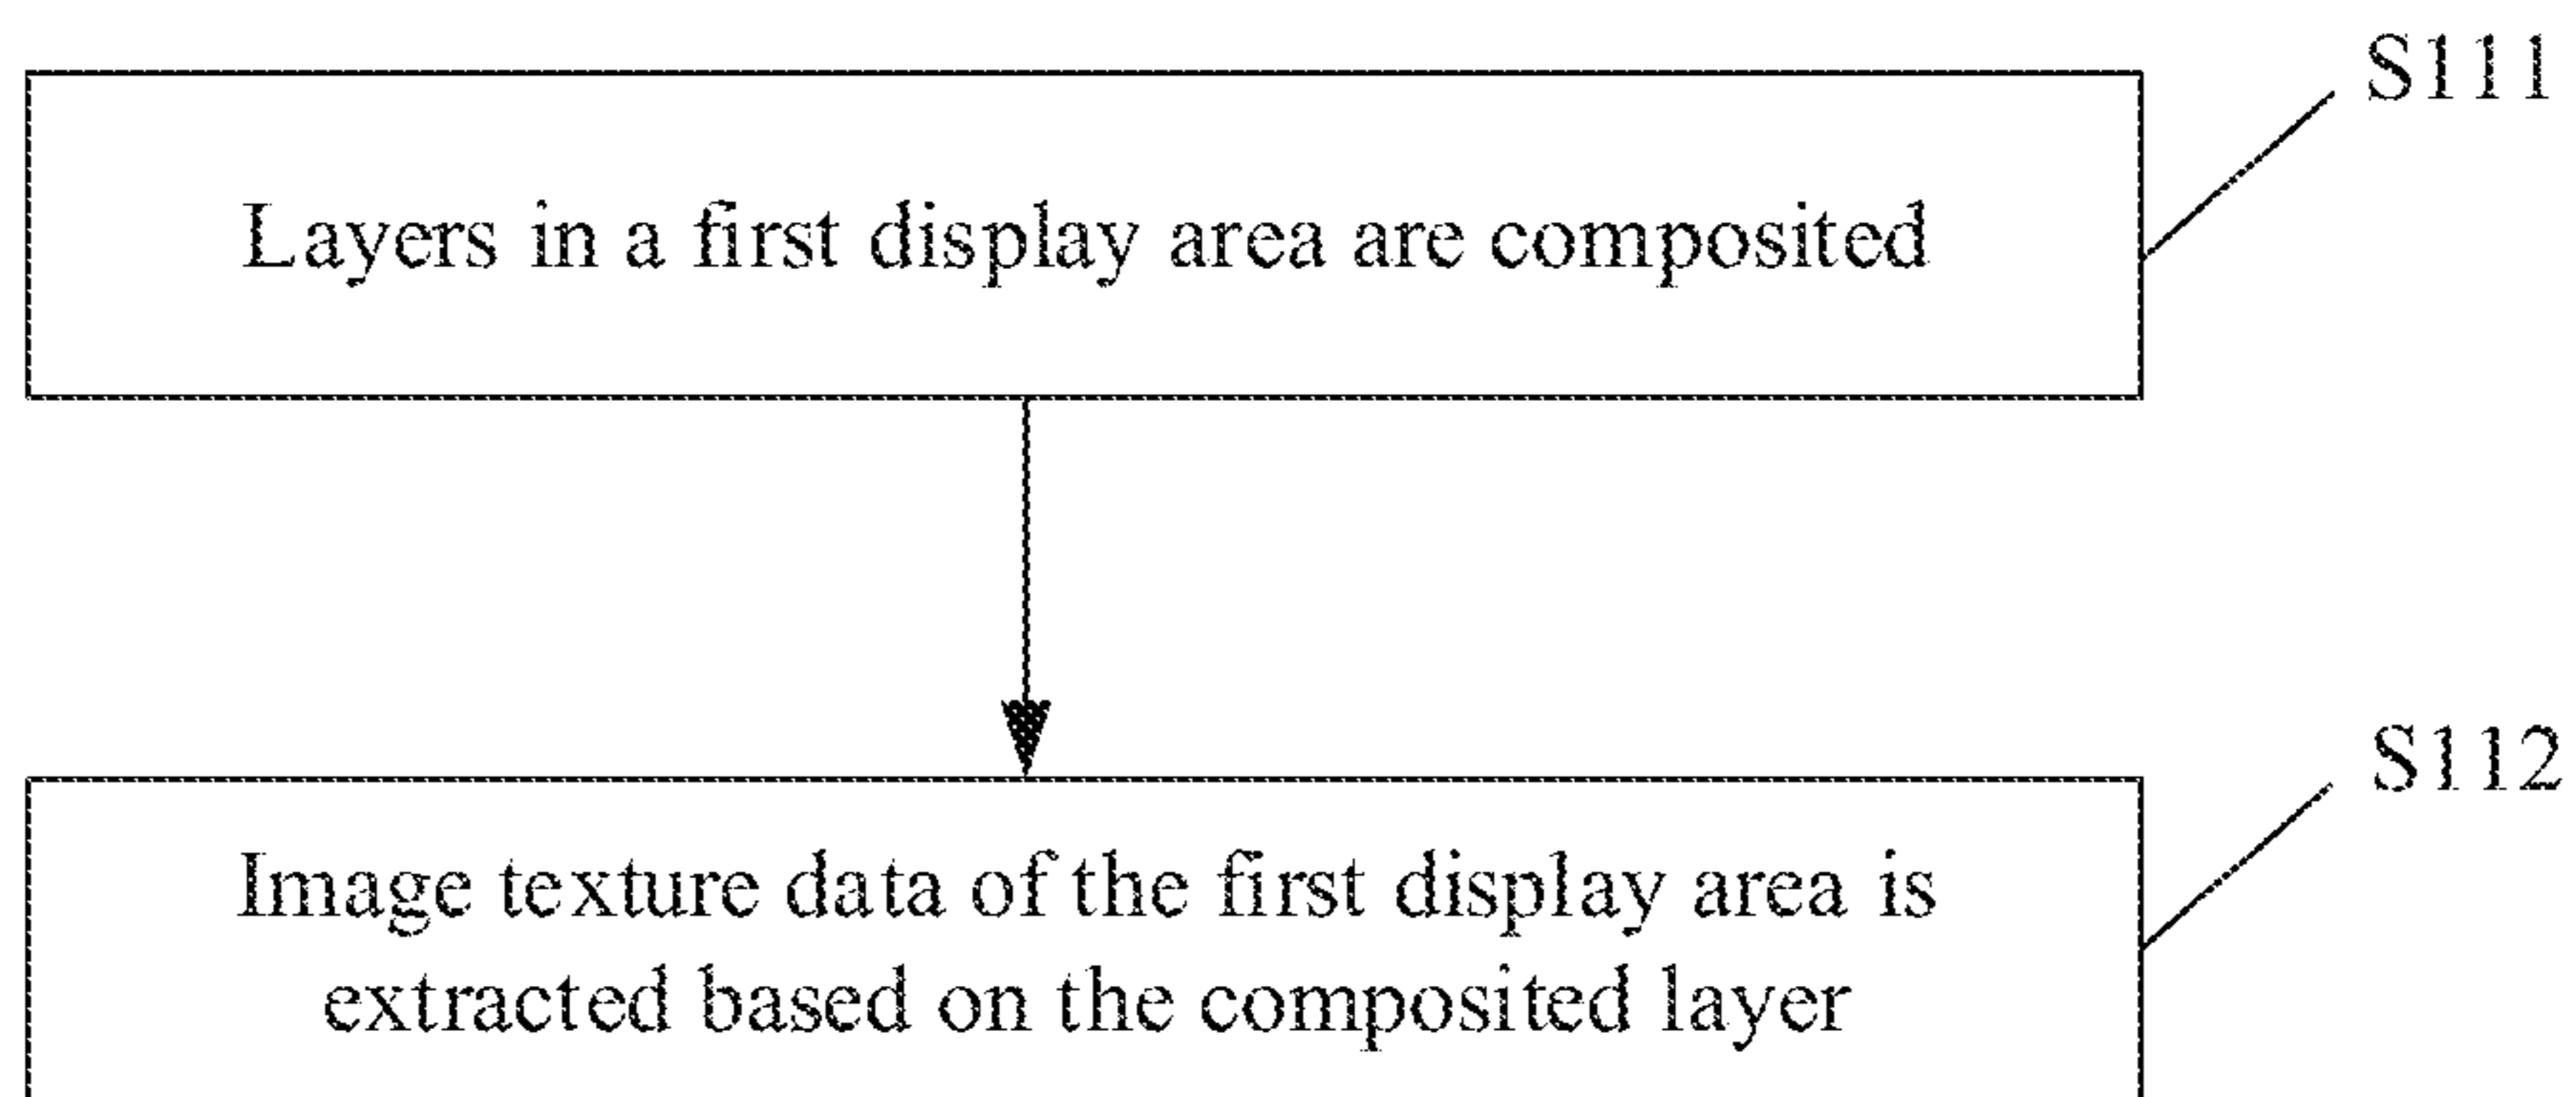 S111
Layers in a first display area are composited
S112
Image texture data of the first display area is
extracted based on the composited layer